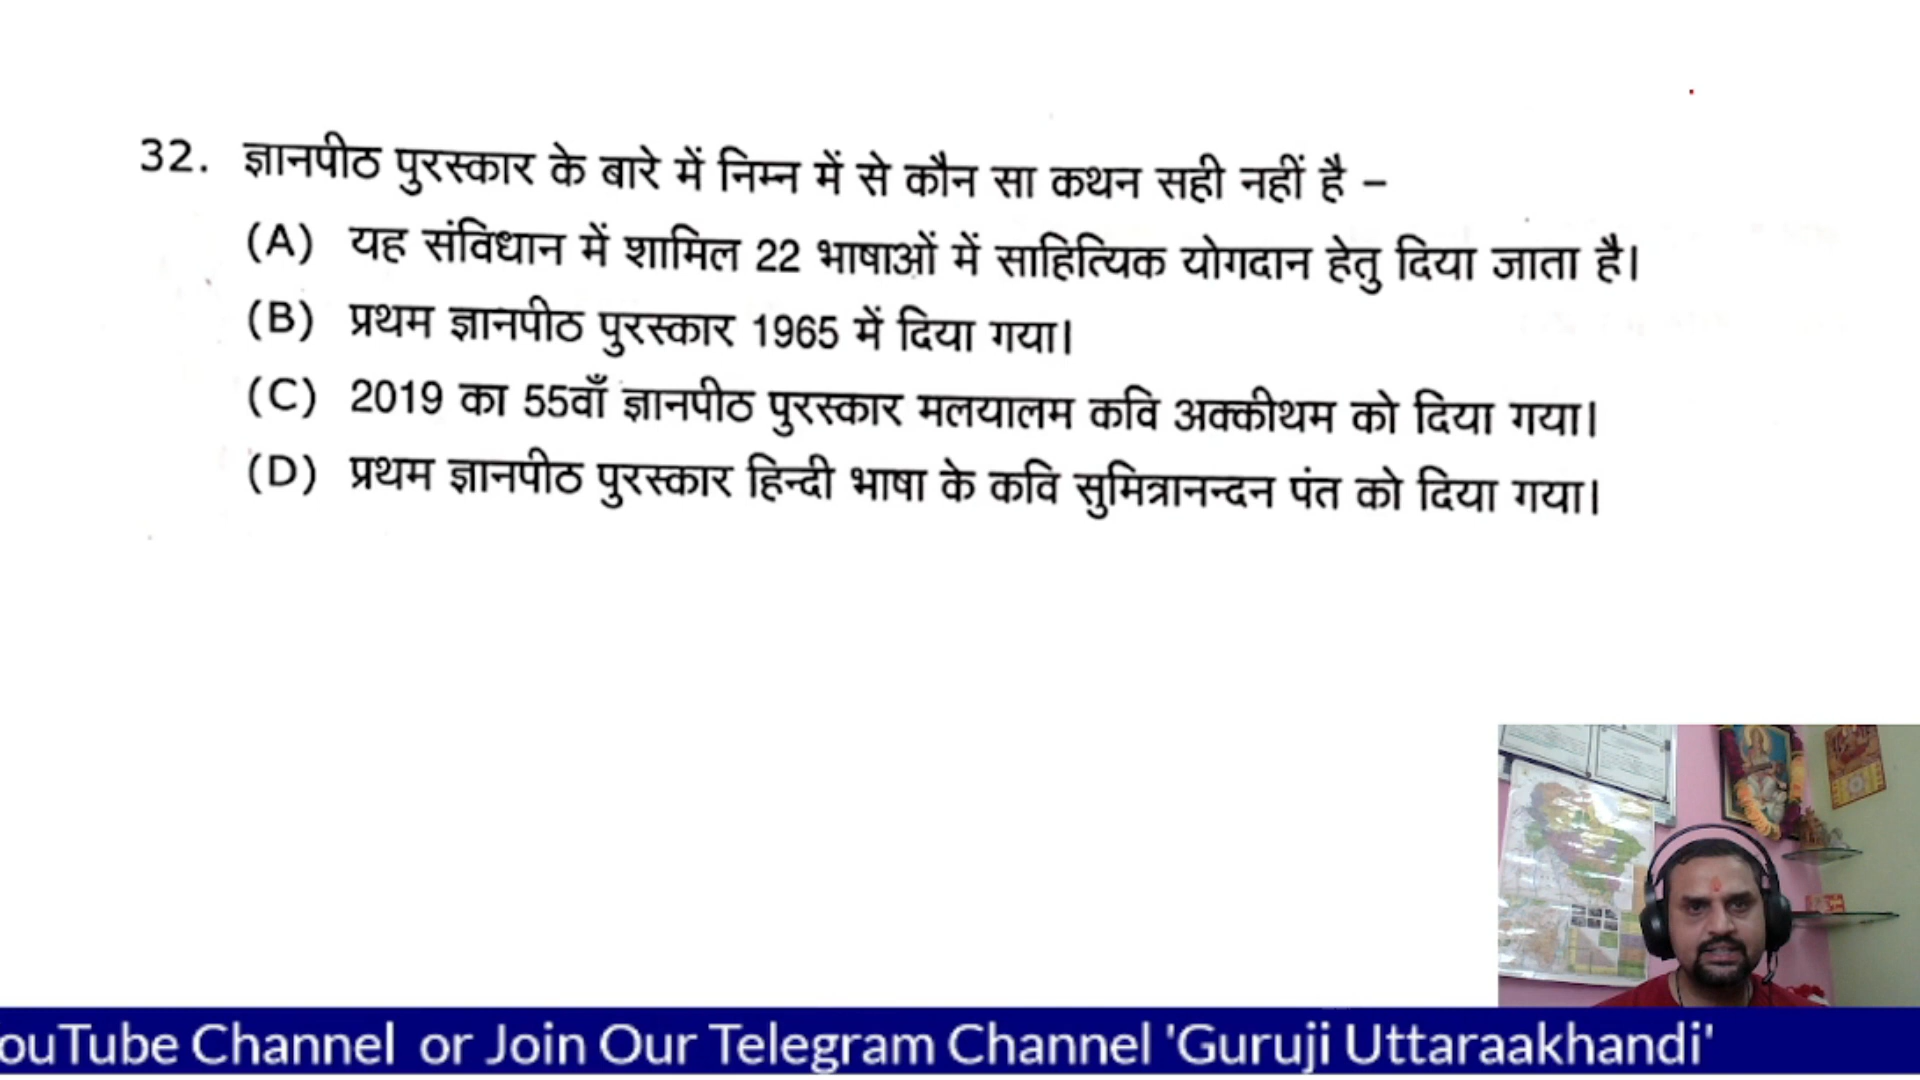 32. ज्ञानपीठ पुरस्कार के बारे में निम्न में से कौन सा कथन सही नहीं है –
(A) यह संविधान में शामिल 22 भाषाओं में साहित्यिक योगदान हेतु दिया जाता है।
(B) प्रथम ज्ञानपीठ पुरस्कार 1965 में दिया गया।
(C) 2019 का 55वाँ ज्ञानपीठ पुरस्कार मलयालम कवि अक्कीथम को दिया गया।
(D) प्रथम ज्ञानपीठ पुरस्कार हिन्दी भाषा के कवि सुमित्रानन्दन पंत को दिया गया।
ouTube Channel or Join Our Telegram Channel 'Guruji Uttaraakhandi'